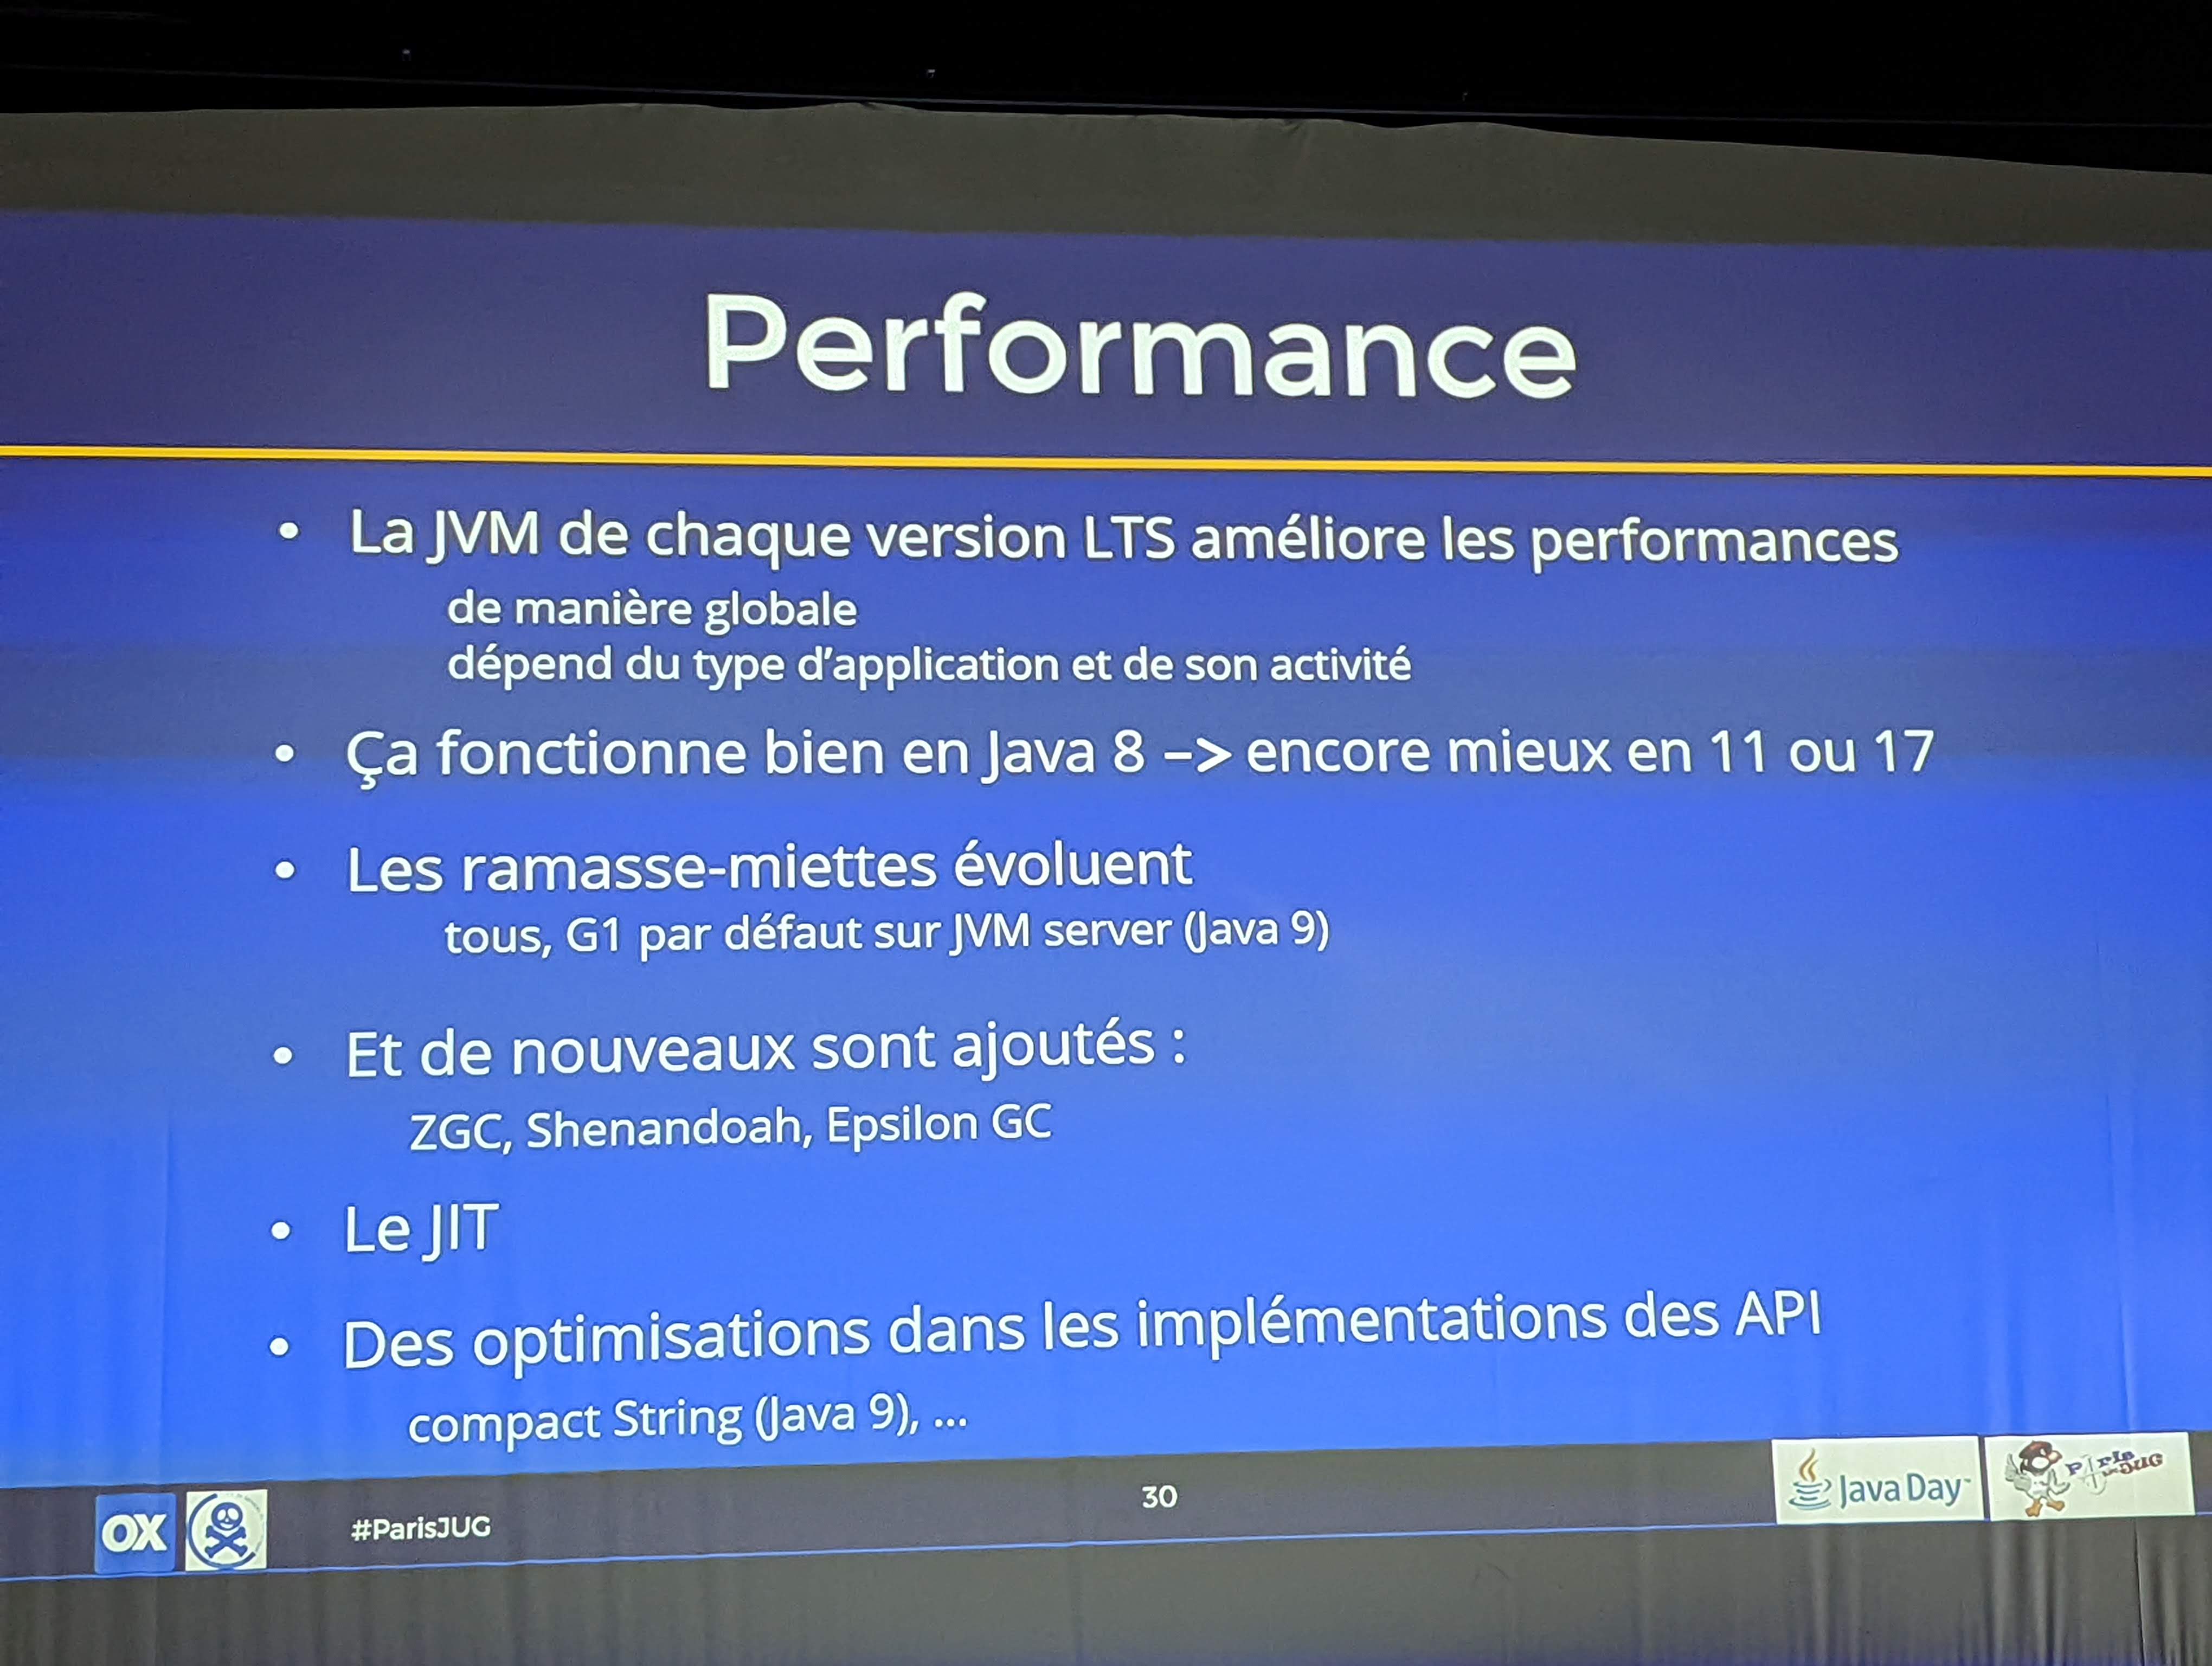 Performance
• La JVM de chaque version LTS améliore les performances
de manière globale
dépend du type d'application et de son activité
• Ça fonctionne bien en Java 8 –> encore mieux en 11 ou 17
• Les ramasse-miettes évoluent
tous, G1 par défaut sur JVM server (Java 9)
• Et de nouveaux sont ajoutés :
ZGC, Shenandoah, Epsilon GC
• Le JIT
• Des optimisations dans les implémentations des API
compact String (Java 9), ...
OX
#ParisJUG
30
Java Day™
Paris JUG